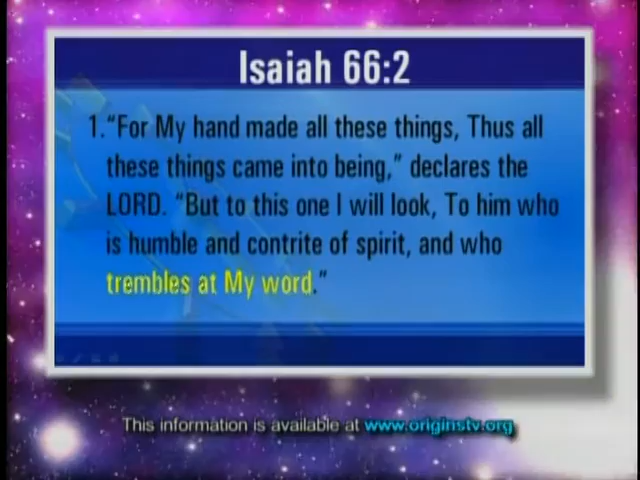 Isaiah 66:2
1.“For My hand made all these things, Thus all
these things came into being,” declares the
LORD. “But to this one I will look, To him who
is humble and contrite of spirit, and who
trembles at My word.”
This information is available at www.originstv.org